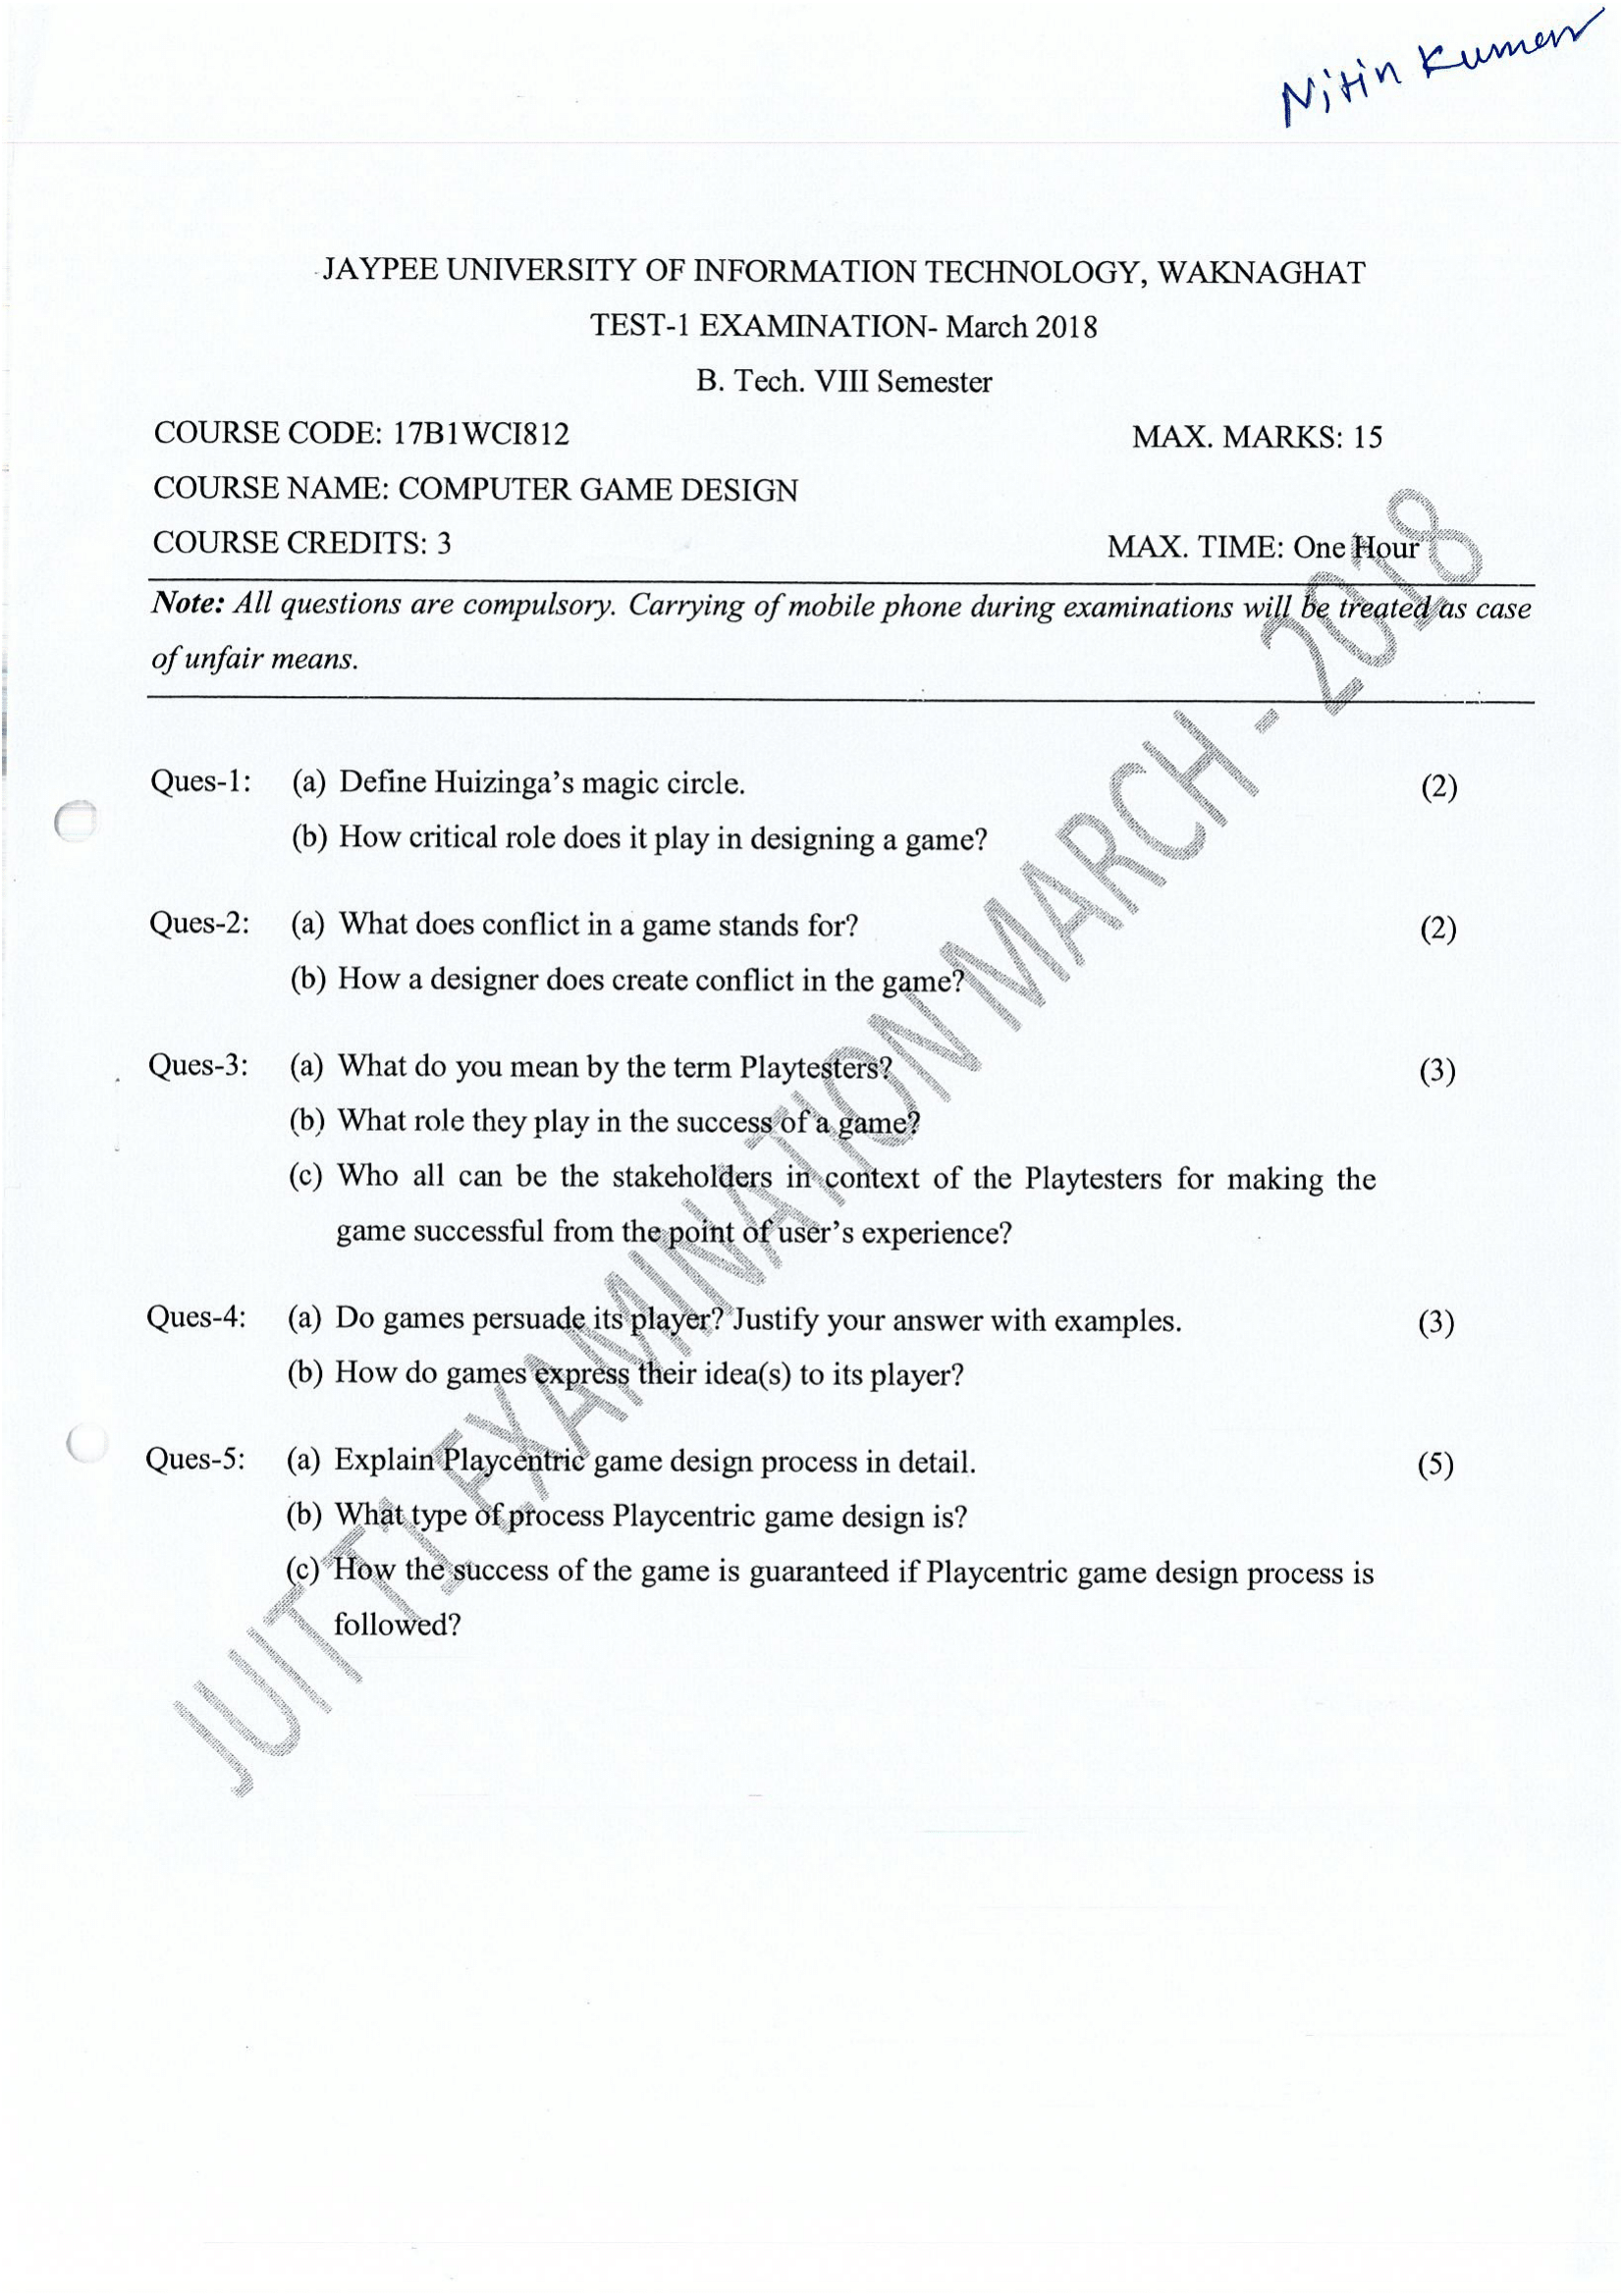 Nitin Kumar
JAYPEE UNIVERSITY OF INFORMATION TECHNOLOGY, WAKNAGHAT
TEST-1 EXAMINATION- March 2018
B. Tech. VIII Semester
COURSE CODE: 17B1WCI812 MAX. MARKS: 15
COURSE NAME: COMPUTER GAME DESIGN
COURSE CREDITS: 3 MAX. TIME: One Hour
Note: All questions are compulsory. Carrying of mobile phone during examinations will be treated as case
of unfair means.
Ques-1: (a) Define Huizinga's magic circle. (2)
(b) How critical role does it play in designing a game?
Ques-2: (a) What does conflict in a game stands for? (2)
(b) How a designer does create conflict in the game?
Ques-3: (a) What do you mean by the term Playtesters? (3)
(b) What role they play in the success of a game?
(c) Who all can be the stakeholders in context of the Playtesters for making the
game successful from the point of user's experience?
Ques-4: (a) Do games persuade its player? Justify your answer with examples. (3)
(b) How do games express their idea(s) to its player?
Ques-5: (a) Explain Playcentric game design process in detail. (5)
(b) What type of process Playcentric game design is?
(c) How the success of the game is guaranteed if Playcentric game design process is
followed?
JUIT T1 EXAMINATION MARCH - 2018